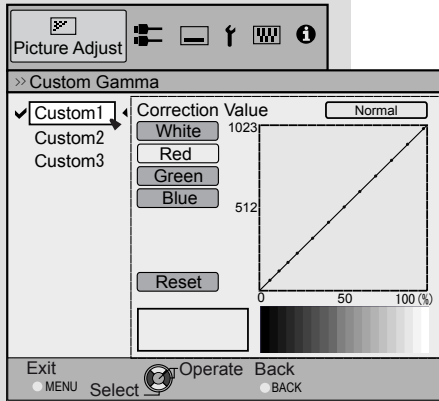 Picture Adjust
>> Custom Gamma
Custom1
Custom2
Custom3
Correction Value
Normal
White
Red
Green
Blue
Reset
1023
512
0 50 100 (%)
Exit
MENU
Select
Operate
Back
BACK